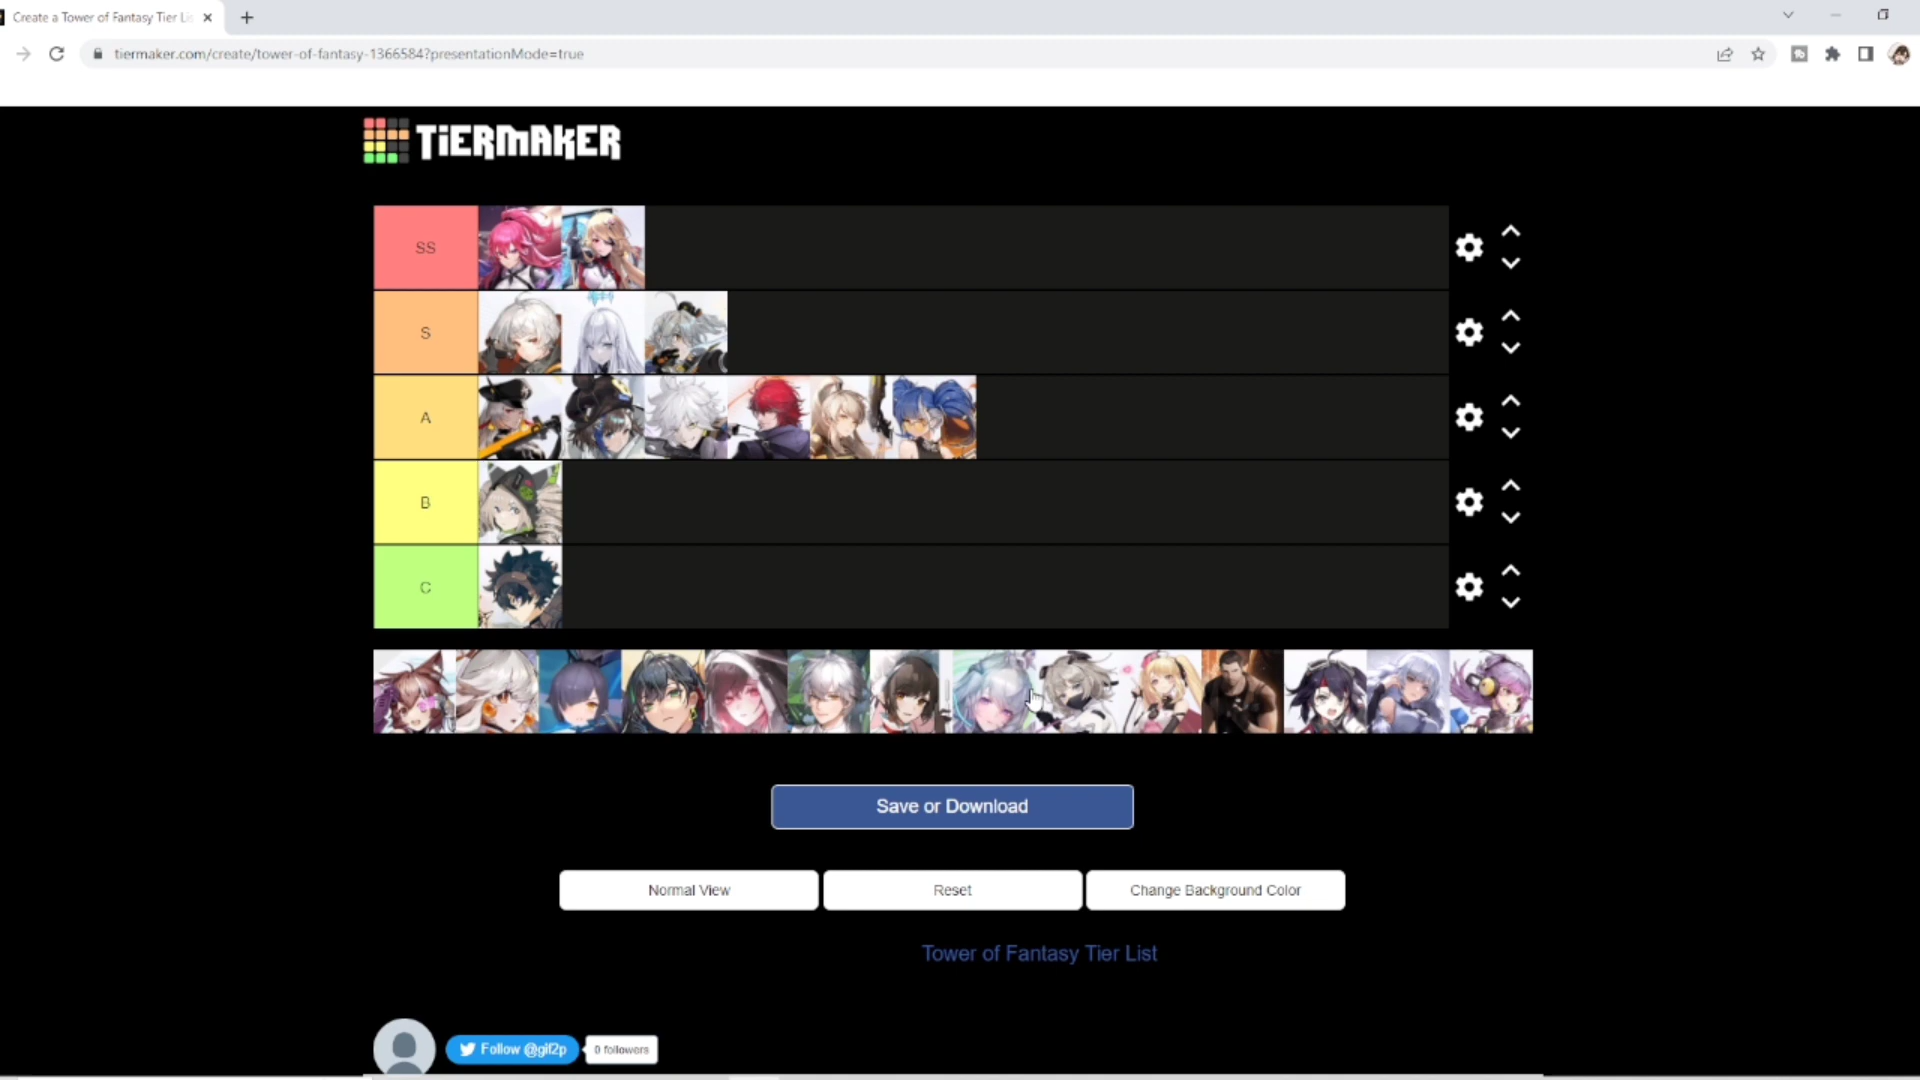 Create a Tower of Fantasy Tier Li
tiermaker.com/create/tower-of-fantasy-1366584?presentationMode=true
TiERMAKER
SS
S
A
B
C
Save or Download
Normal View
Reset
Change Background Color
Tower of Fantasy Tier List
Follow @gif2p
0 followers